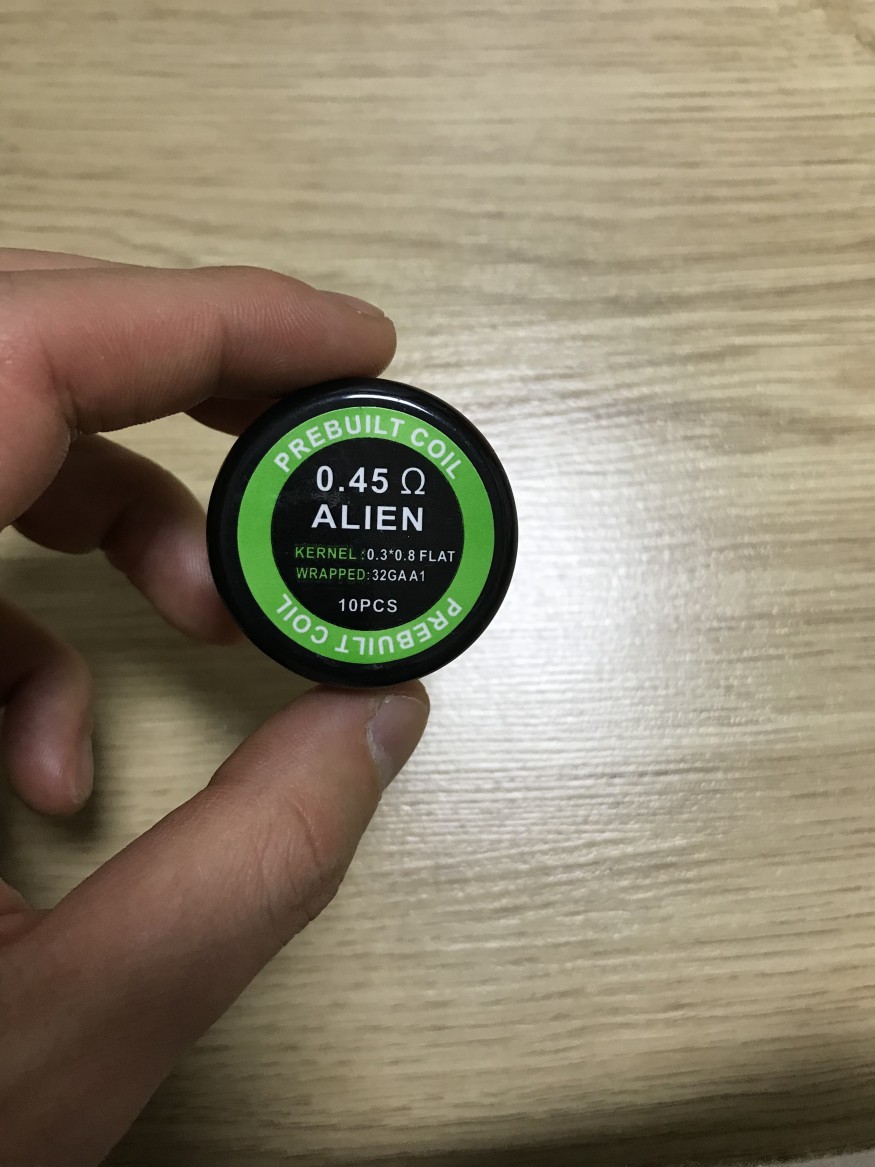 PREBUILT COIL
0.45 Ω
ALIEN
KERNEL:0.3*0.8 FLAT
WRAPPED:32GA A1
10PCS
PREBUILT COIL